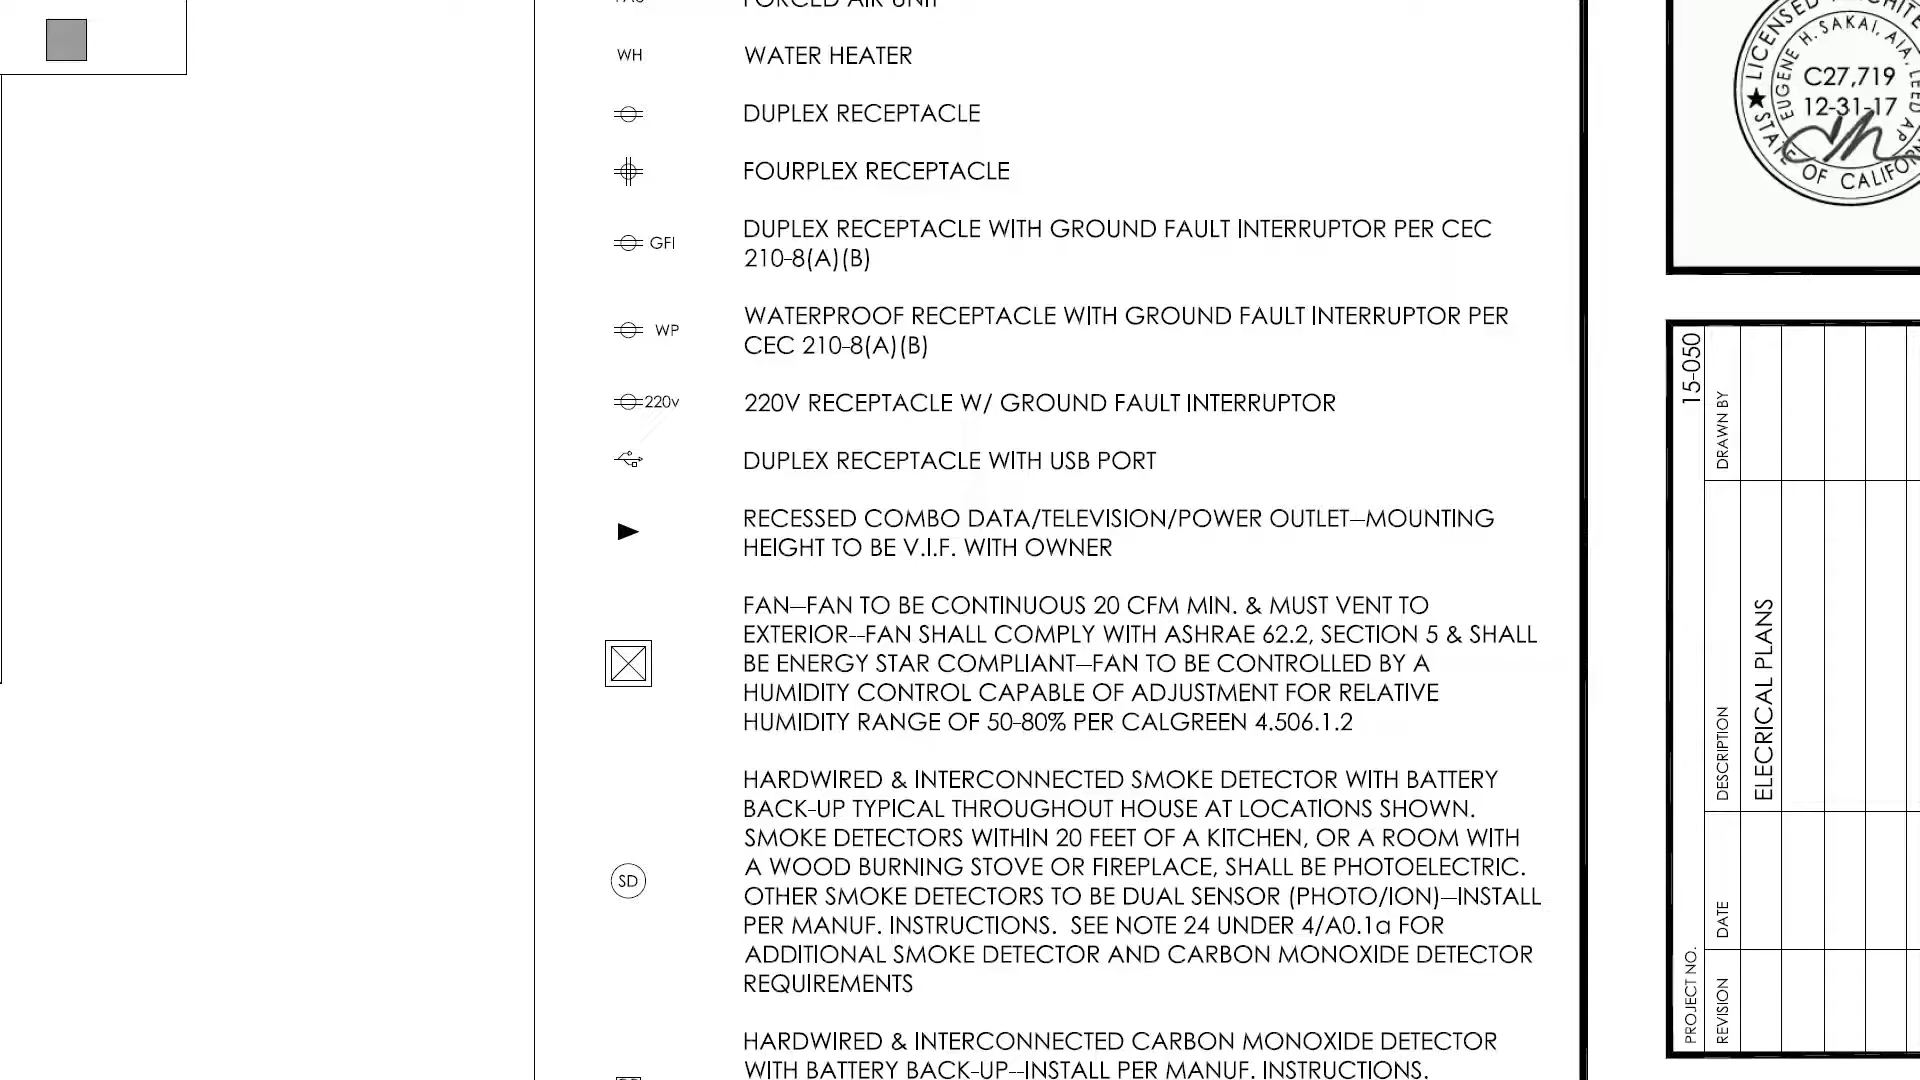 FORCED AIR UNIT
WH WATER HEATER
DUPLEX RECEPTACLE
FOURPLEX RECEPTACLE
GFI DUPLEX RECEPTACLE WITH GROUND FAULT INTERRUPTOR PER CEC
210-8(A)(B)
WP WATERPROOF RECEPTACLE WITH GROUND FAULT INTERRUPTOR PER
CEC 210-8(A)(B)
220v 220V RECEPTACLE W/ GROUND FAULT INTERRUPTOR
DUPLEX RECEPTACLE WITH USB PORT
RECESSED COMBO DATA/TELEVISION/POWER OUTLET—MOUNTING
HEIGHT TO BE V.I.F. WITH OWNER
FAN—FAN TO BE CONTINUOUS 20 CFM MIN. & MUST VENT TO
EXTERIOR--FAN SHALL COMPLY WITH ASHRAE 62.2, SECTION 5 & SHALL
BE ENERGY STAR COMPLIANT—FAN TO BE CONTROLLED BY A
HUMIDITY CONTROL CAPABLE OF ADJUSTMENT FOR RELATIVE
HUMIDITY RANGE OF 50-80% PER CALGREEN 4.506.1.2
SD
HARDWIRED & INTERCONNECTED SMOKE DETECTOR WITH BATTERY
BACK-UP TYPICAL THROUGHOUT HOUSE AT LOCATIONS SHOWN.
SMOKE DETECTORS WITHIN 20 FEET OF A KITCHEN, OR A ROOM WITH
A WOOD BURNING STOVE OR FIREPLACE, SHALL BE PHOTOELECTRIC.
OTHER SMOKE DETECTORS TO BE DUAL SENSOR (PHOTO/ION)—INSTALL
PER MANUF. INSTRUCTIONS. SEE NOTE 24 UNDER 4/A0.1a FOR
ADDITIONAL SMOKE DETECTOR AND CARBON MONOXIDE DETECTOR
REQUIREMENTS
HARDWIRED & INTERCONNECTED CARBON MONOXIDE DETECTOR
WITH BATTERY BACK-UP--INSTALL PER MANUF. INSTRUCTIONS.
LICENSED
EUGENE H. SAKAI, AIA, LEED AP
C27,719
12-31-17
STATE OF
PROJECT NO. 15-050
REVISION DATE DESCRIPTION DRAWN BY
ELECRICAL PLANS